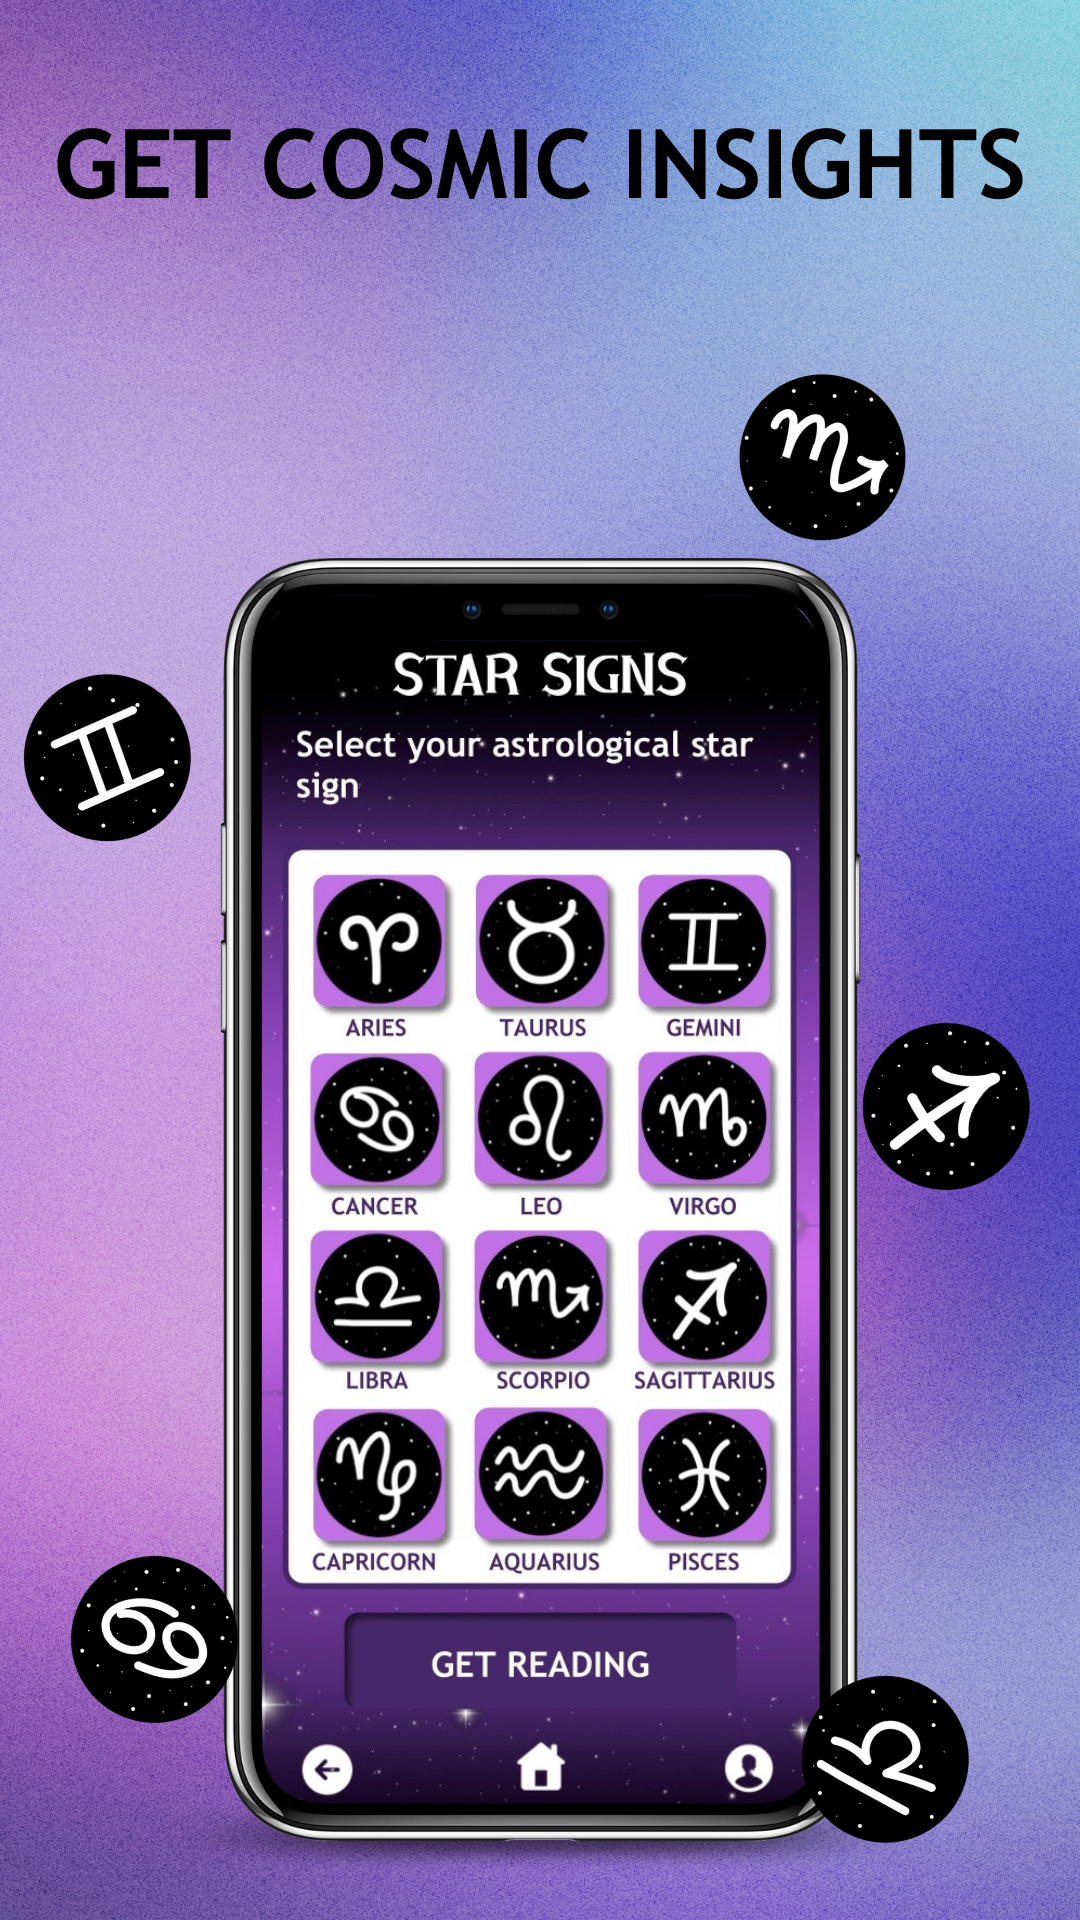 GET COSMIC INSIGHTS
STAR SIGNS
Select your astrological star
sign
ARIES
TAURUS
GEMINI
CANCER
LEO
VIRGO
LIBRA
SCORPIO
SAGITTARIUS
CAPRICORN
AQUARIUS
PISCES
GET READING